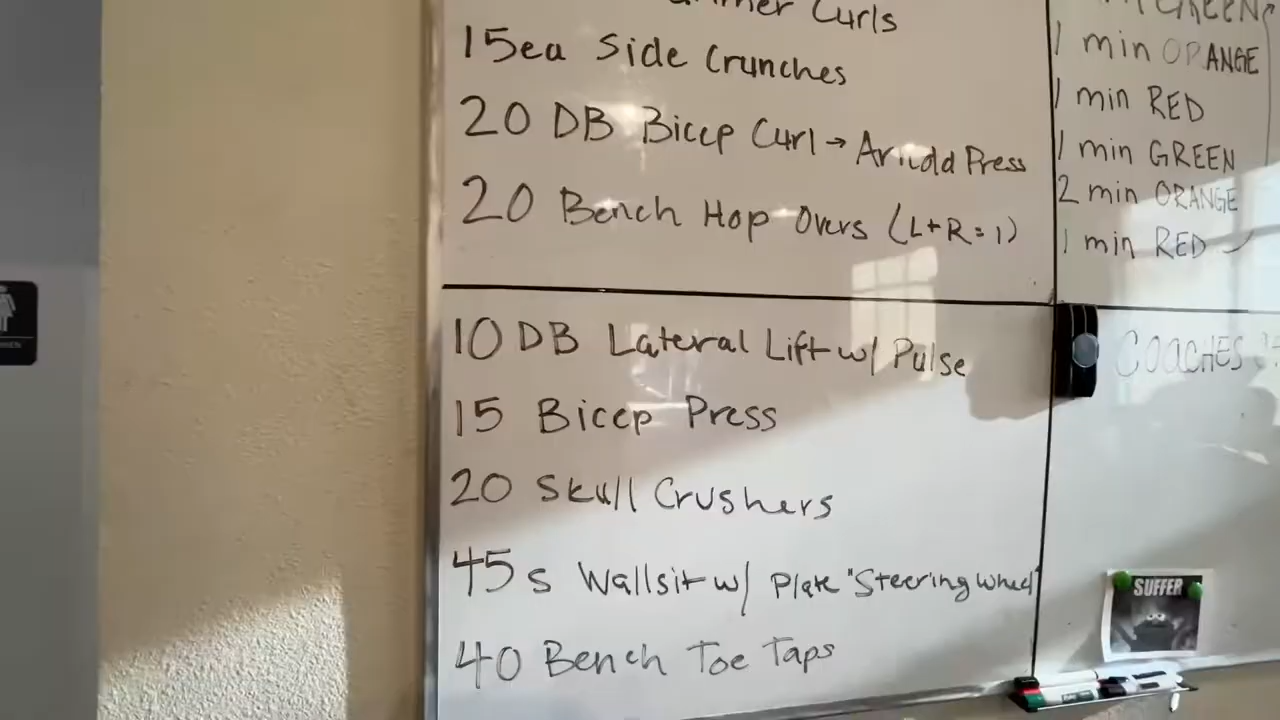 Curls
15ea Side Crunches
20 DB Bicep Curl → Arnold Press
20 Bench Hop Overs (L+R=1)
10 DB Lateral Lift w/ Pulse
15 Bicep Press
20 Skull Crushers
45s Wallsit w/ Plate "Steering Wheel"
40 Bench Toe Taps
GREEN
1 min ORANGE
1 min RED
1 min GREEN
2 min ORANGE
1 min RED
COACHES
SUFFER